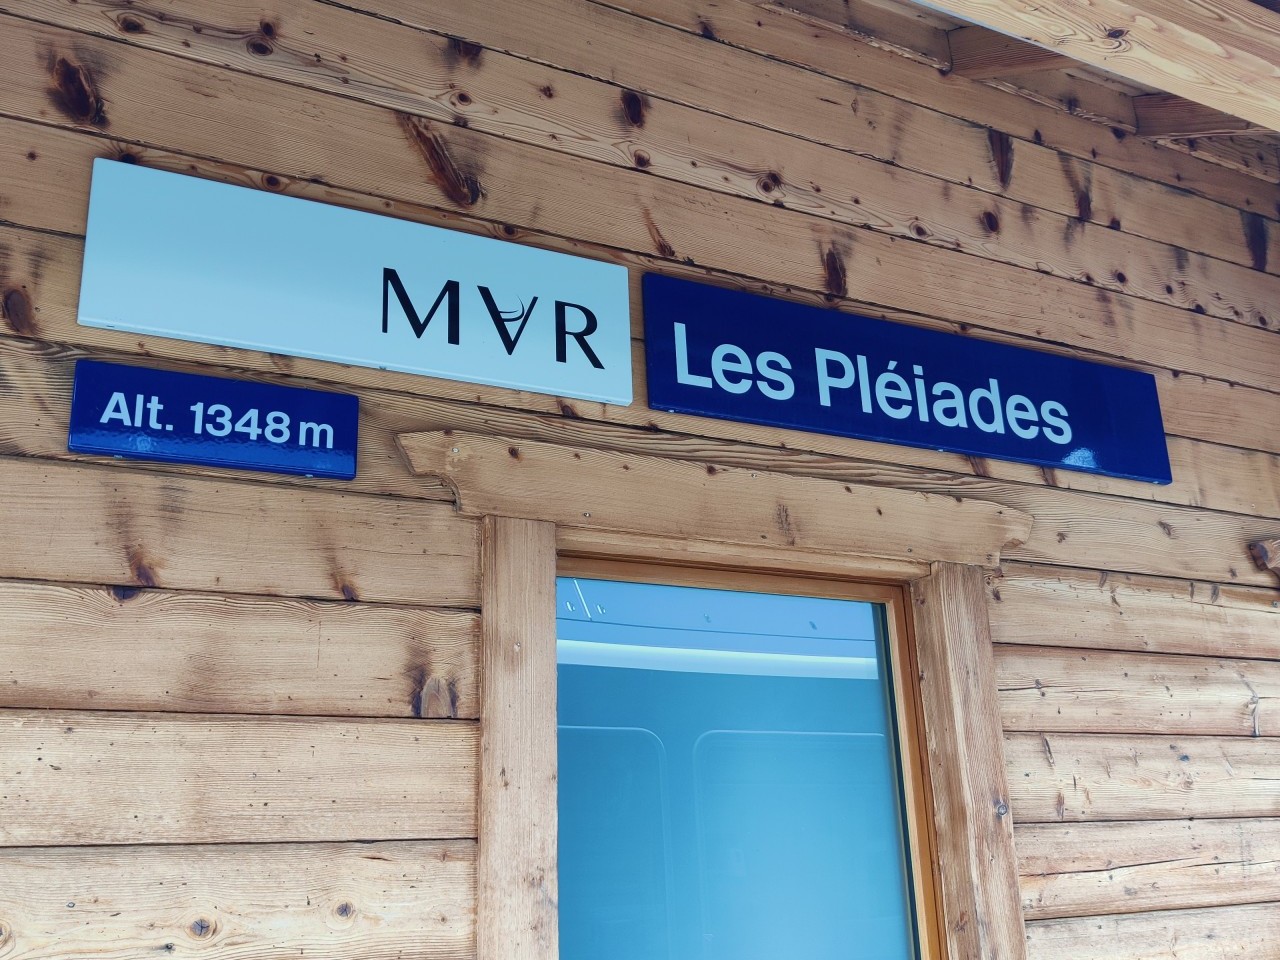 MVR
Les Pléiades
Alt. 1348 m